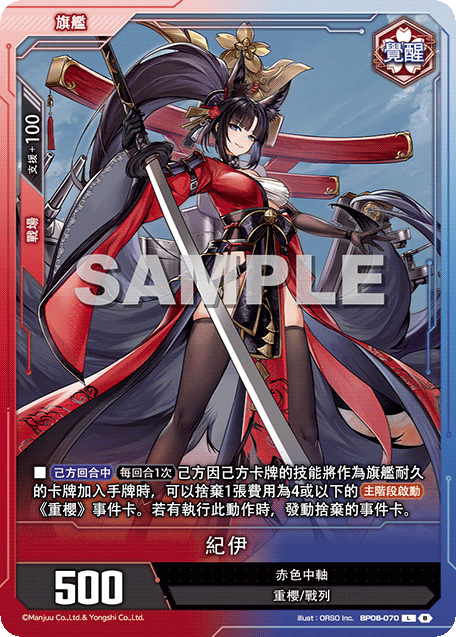 旗艦
覺醒
支援+100
戰場
SAMPLE
■ 己方回合中 每回合1次 己方因己方卡牌的技能將作為旗艦耐久
的卡牌加入手牌時，可以捨棄1張費用為4或以下的 主階段啟動
《重櫻》事件卡。若有執行此動作時，發動捨棄的事件卡。
紀伊
500
赤色中軸
重櫻/戰列
©Manjuu Co.,Ltd.& Yongshi Co.,Ltd.
illust : ORSO Inc. BP06-070 L B